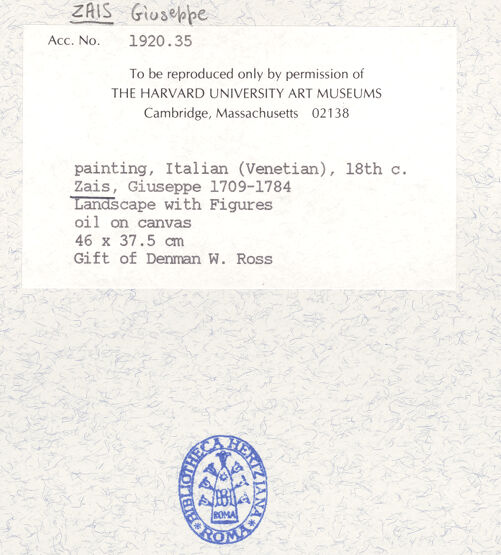 ZAIS Giuseppe
Acc. No. 1920.35
To be reproduced only by permission of
THE HARVARD UNIVERSITY ART MUSEUMS
Cambridge, Massachusetts 02138
painting, Italian (Venetian), 18th c.
Zais, Giuseppe 1709-1784
Landscape with Figures
oil on canvas
46 x 37.5 cm
Gift of Denman W. Ross
BIBLIOTHECA HERTZIANA
ROMA
ROMA